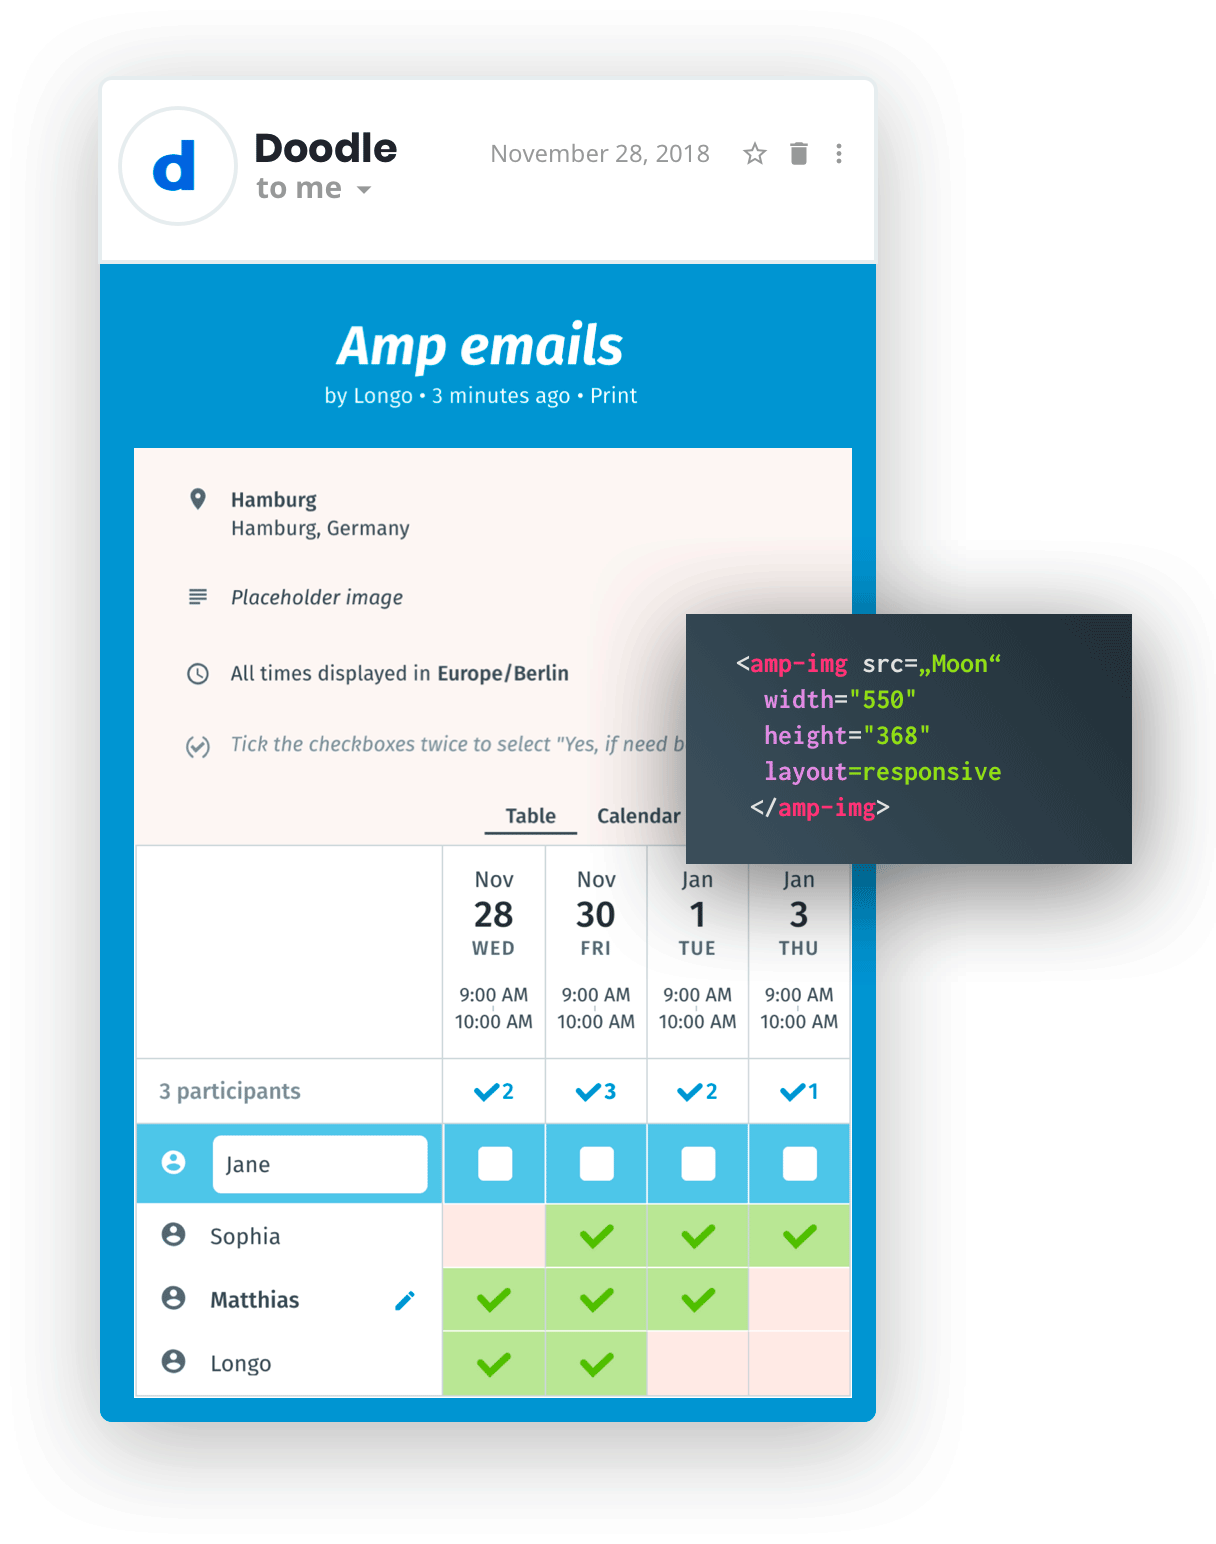 d
Doodle
November 28, 2018
to me
Amp emails
by Longo • 3 minutes ago • Print
Hamburg
Hamburg, Germany
Placeholder image
All times displayed in Europe/Berlin
Tick the checkboxes twice to select "Yes, if need b
<amp-img src=„Moon“
width="550"
height="368"
layout=responsive
</amp-img>
Table Calendar
Nov Nov Jan Jan
28 30 1 3
WED FRI TUE THU
9:00 AM 9:00 AM 9:00 AM 9:00 AM
10:00 AM 10:00 AM 10:00 AM 10:00 AM
3 participants 2 3 2 1
Jane
Sophia
Matthias
Longo